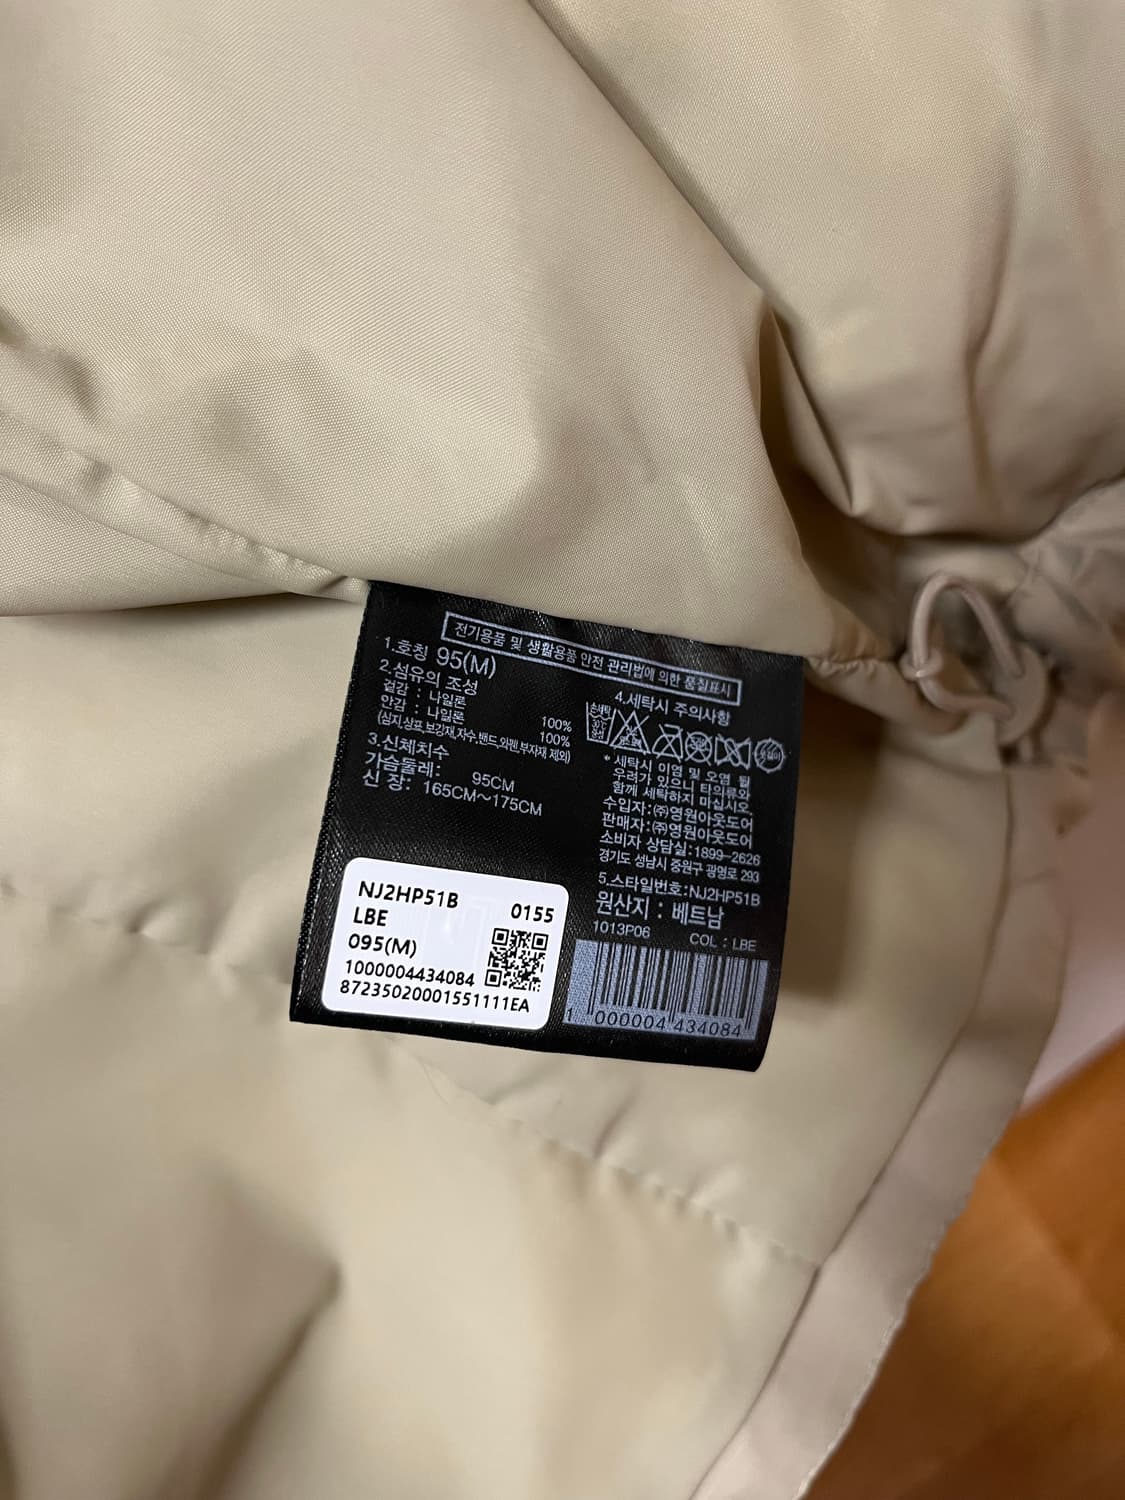 전기용품 및 생활용품 안전 관리법에 의한 품질표시
1.호칭 95(M)
2.섬유의 조성
겉감 : 나일론 100%
안감 : 나일론 100%
(심지,상표,보강재,자수,밴드,와펜,부자재 제외)
3.신체치수
가슴둘레: 95CM
신 장: 165CM~175CM
4.세탁시 주의사항
손세탁
30℃
중성
* 세탁시 이염 및 오염 될
우려가 있으니 타의류와
함께 세탁하지 마십시오
수입자:(주)영원아웃도어
판매자:(주)영원아웃도어
소비자 상담실:1899-2626
경기도 성남시 중원구 광명로 293
5.스타일번호:NJ2HP51B
원산지 : 베트남
1013P06 COL : LBE
1 000004 434084
NJ2HP51B 0155
LBE
095(M)
1000004434084
87235020001551111EA